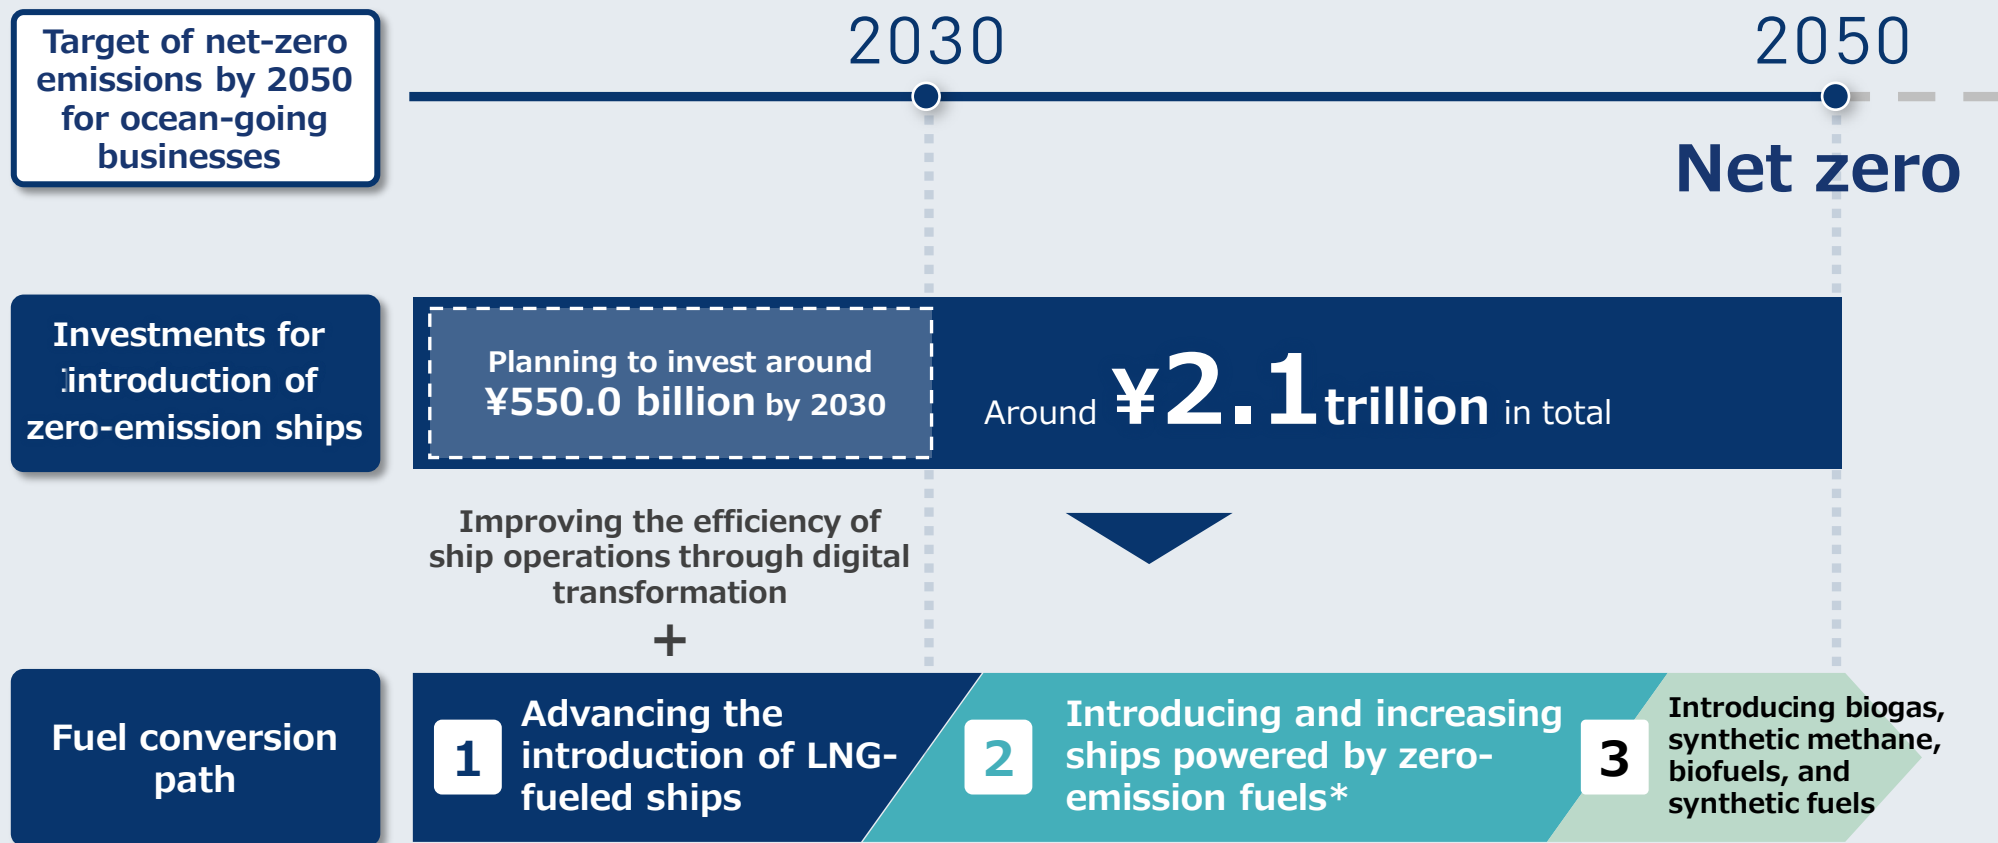 Target of net-zero
emissions by 2050
for ocean-going
businesses
2030
2050
Net zero
Investments for
introduction of
zero-emission ships
Planning to invest around
¥550.0 billion by 2030
Around ¥2.1 trillion in total
Improving the efficiency of
ship operations through digital
transformation
+
Fuel conversion
path
1
Advancing the
introduction of LNG-
fueled ships
2
Introducing and increasing
ships powered by zero-
emission fuels*
3
Introducing biogas,
synthetic methane,
biofuels, and
synthetic fuels